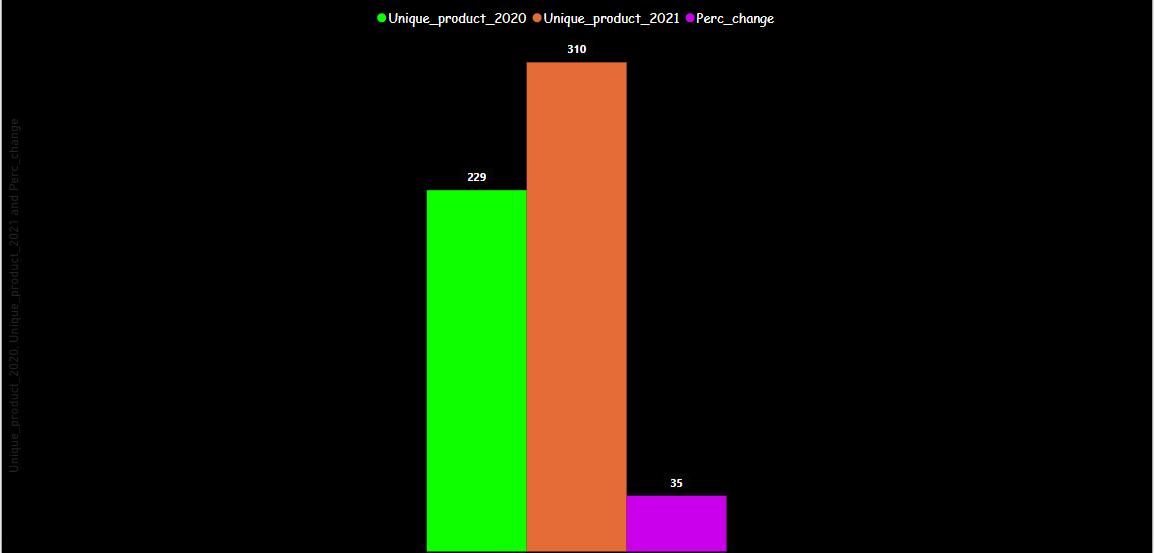 Unique_product_2020 Unique_product_2021 Perc_change
310
229
35
Unique_product_2020, Unique_product_2021 and Perc_change